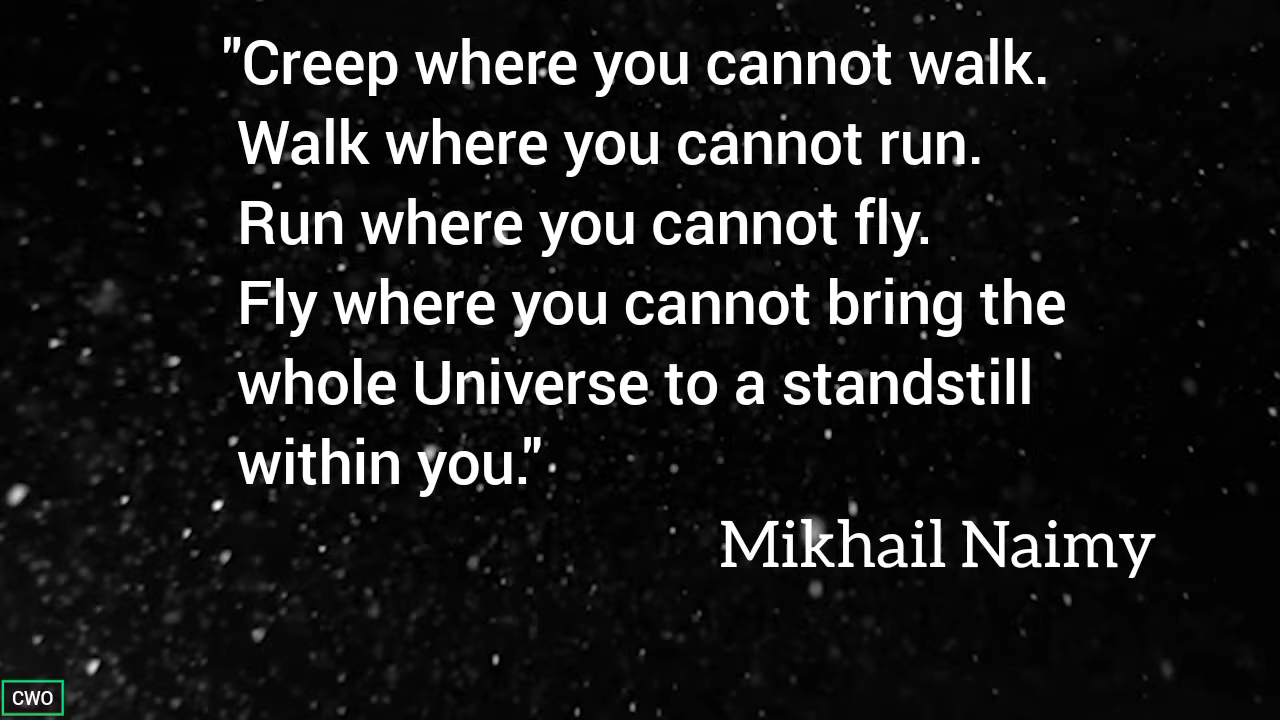 "Creep where you cannot walk.
Walk where you cannot run.
Run where you cannot fly.
Fly where you cannot bring the
whole Universe to a standstill
within you."
Mikhail Naimy
CWO